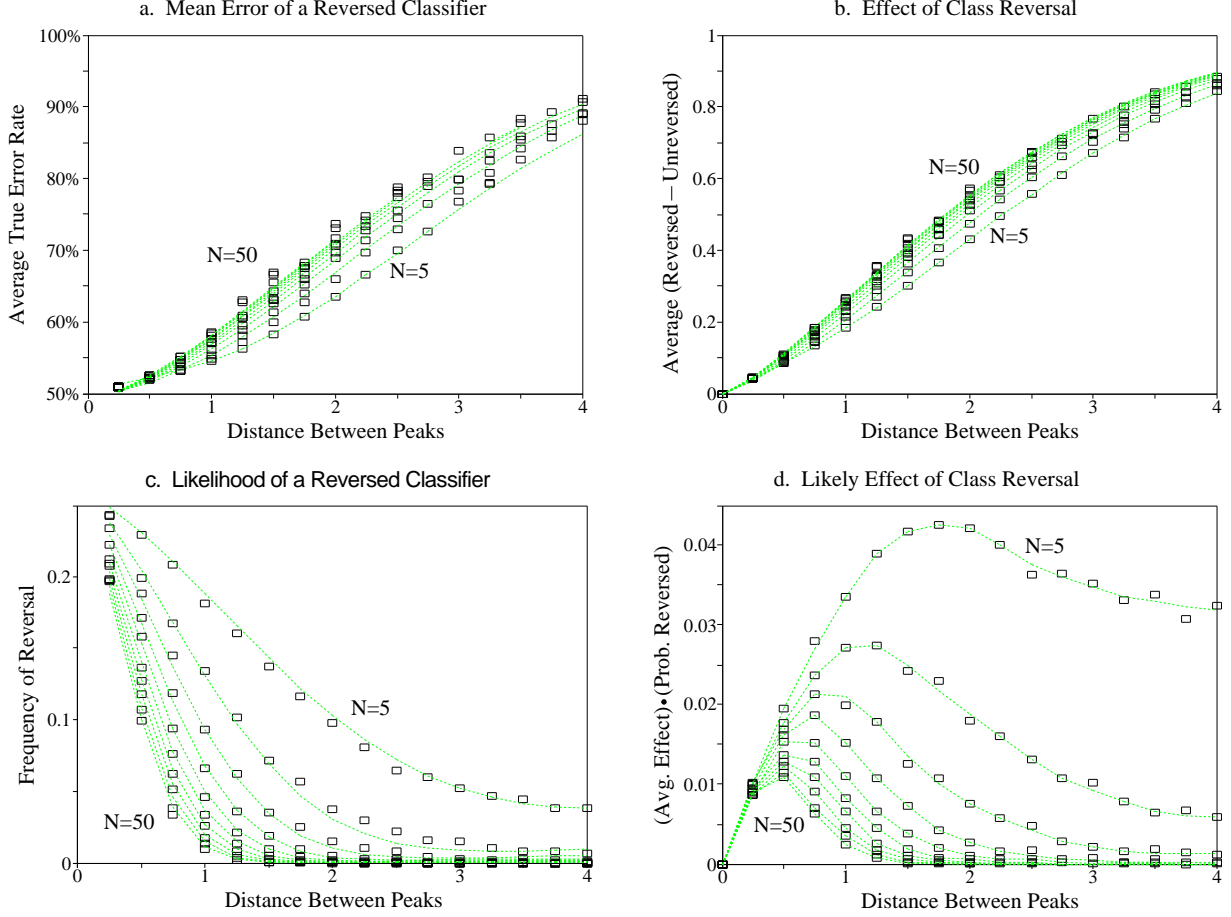 a. Mean Error of a Reversed Classifier
100%
90%
80%
70%
60%
50%
Average True Error Rate
N=50
N=5
0 1 2 3 4
Distance Between Peaks
b. Effect of Class Reversal
1
0.8
0.6
0.4
0.2
0
Average (Reversed – Unreversed)
N=50
N=5
0 1 2 3 4
Distance Between Peaks
c. Likelihood of a Reversed Classifier
0.2
0.1
0
Frequency of Reversal
N=5
N=50
0 1 2 3 4
Distance Between Peaks
d. Likely Effect of Class Reversal
0.04
0.03
0.02
0.01
0
(Avg. Effect)•(Prob. Reversed)
N=5
N=50
0 1 2 3 4
Distance Between Peaks